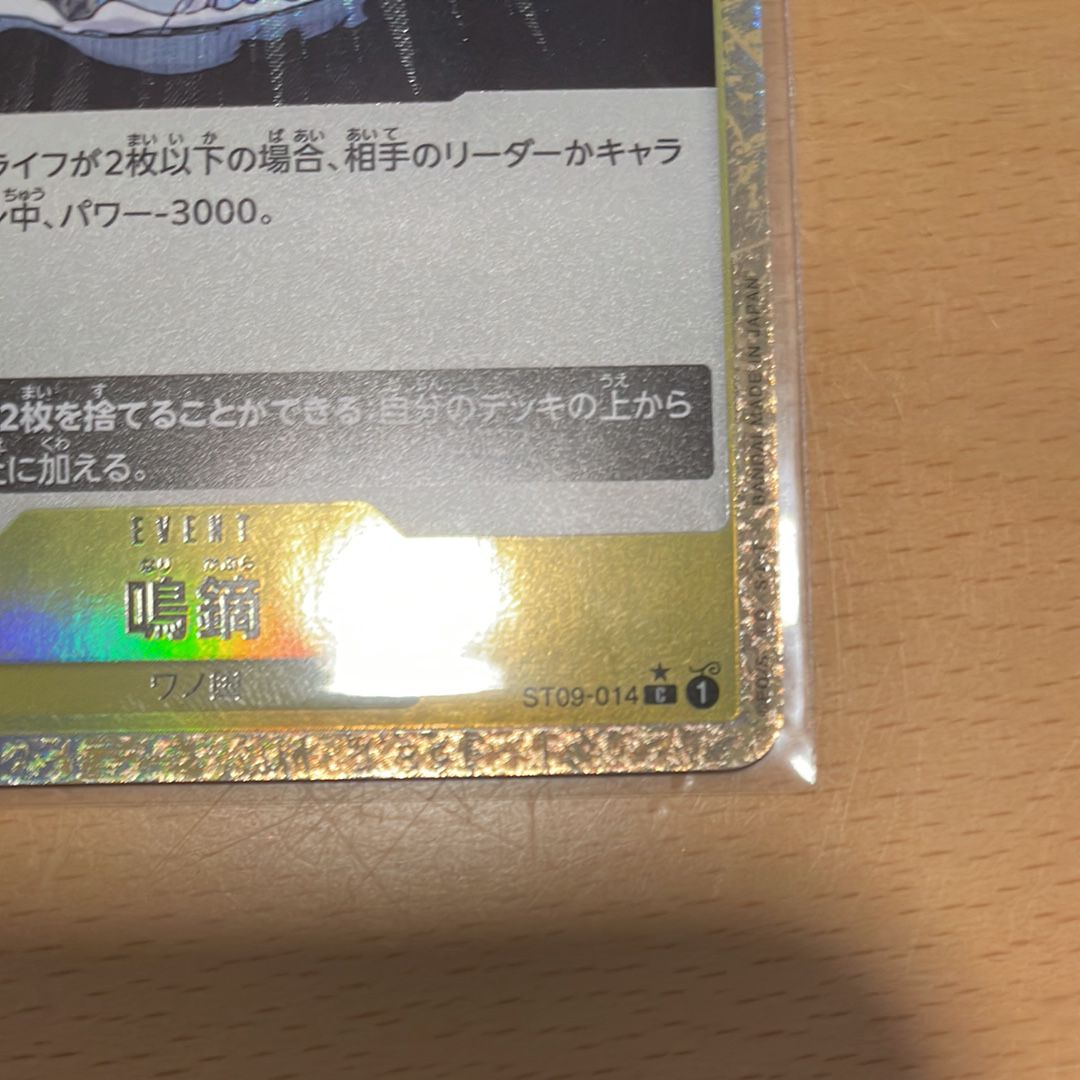 ライフが2枚以下の場合、相手のリーダーかキャラ
ン中、パワー-3000。
2枚を捨てることができる
自分のデッキの上から
上に加える。
EVENT
鳴鏑
ワノ国
ST09-014 C 1
BANDAI MADE IN JAPAN